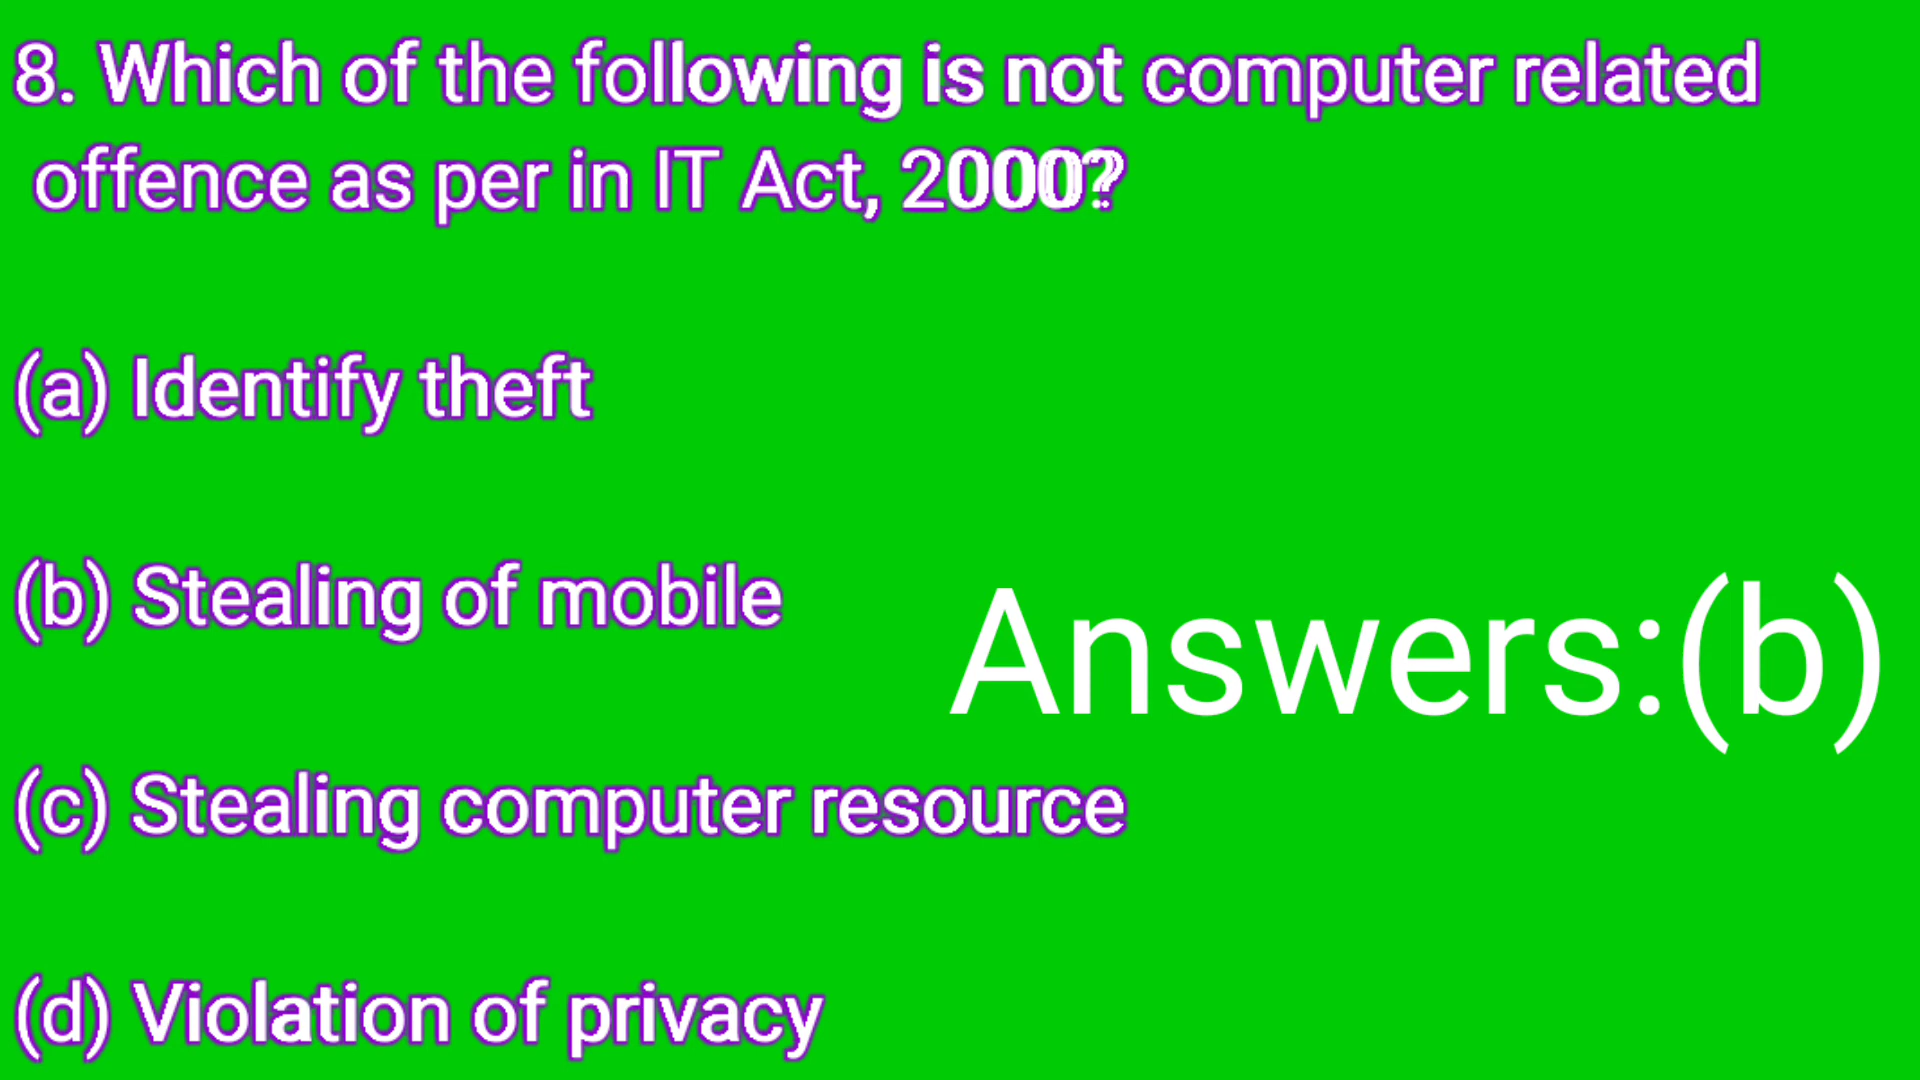 8. Which of the following is not computer related
offence as per in IT Act, 2000?
(a) Identify theft
(b) Stealing of mobile
Answers:(b)
(c) Stealing computer resource
(d) Violation of privacy